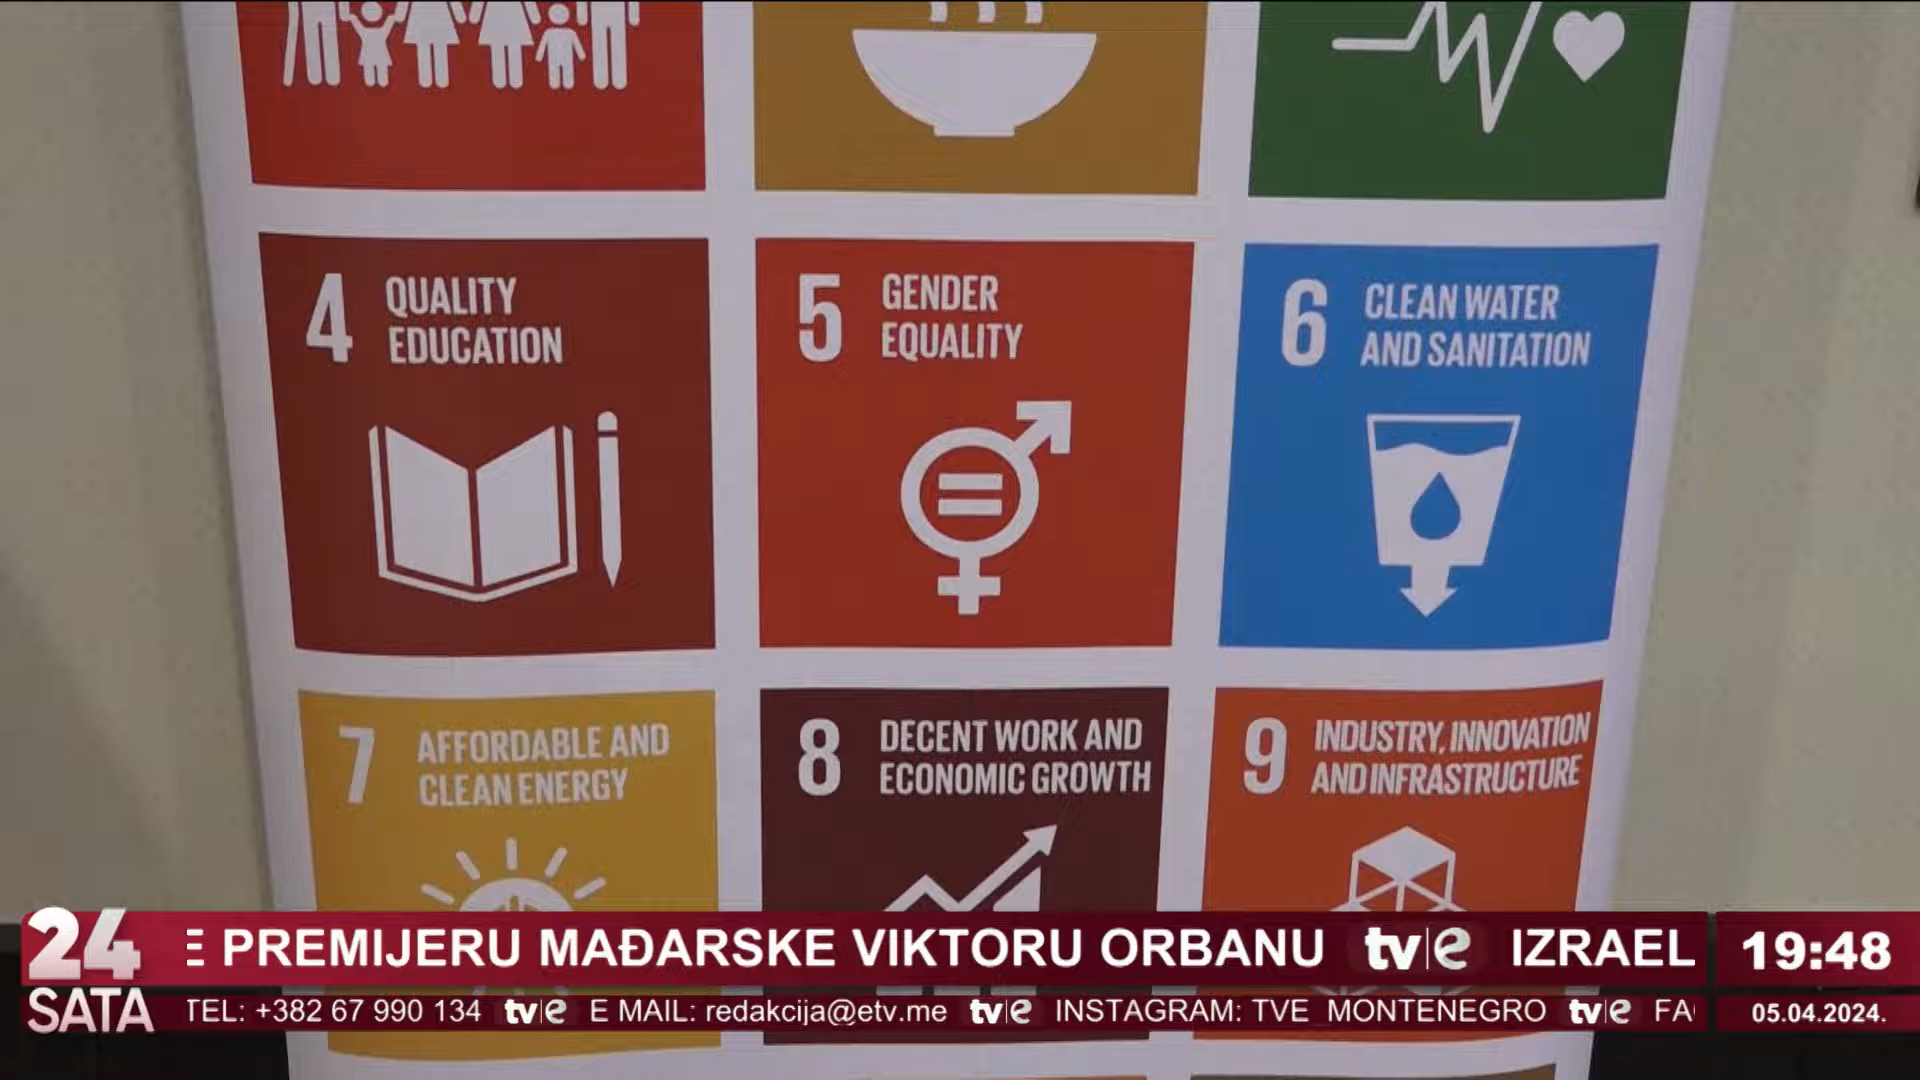 4 QUALITY
EDUCATION
5 GENDER
EQUALITY
6 CLEAN WATER
AND SANITATION
7 AFFORDABLE AND
CLEAN ENERGY
8 DECENT WORK AND
ECONOMIC GROWTH
9 INDUSTRY, INNOVATION
AND INFRASTRUCTURE
24
SATA
E PREMIJERU MAĐARSKE VIKTORU ORBANU tve IZRAEL
19:48
TEL: +382 67 990 134 tve E MAIL: redakcija@etv.me tve INSTAGRAM: TVE MONTENEGRO tve FA
05.04.2024.